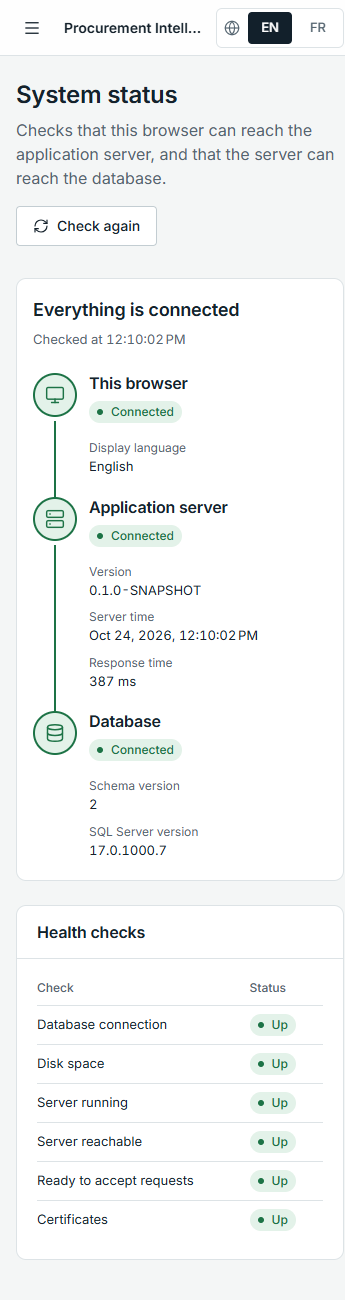 Procurement Intell...
EN
FR
System status
Checks that this browser can reach the
application server, and that the server can
reach the database.
Check again
Everything is connected
Checked at 12:10:02 PM
This browser
Connected
Display language
English
Application server
Connected
Version
0.1.0-SNAPSHOT
Server time
Oct 24, 2026, 12:10:02 PM
Response time
387 ms
Database
Connected
Schema version
2
SQL Server version
17.0.1000.7
Health checks
Check Status
Database connection Up
Disk space Up
Server running Up
Server reachable Up
Ready to accept requests Up
Certificates Up